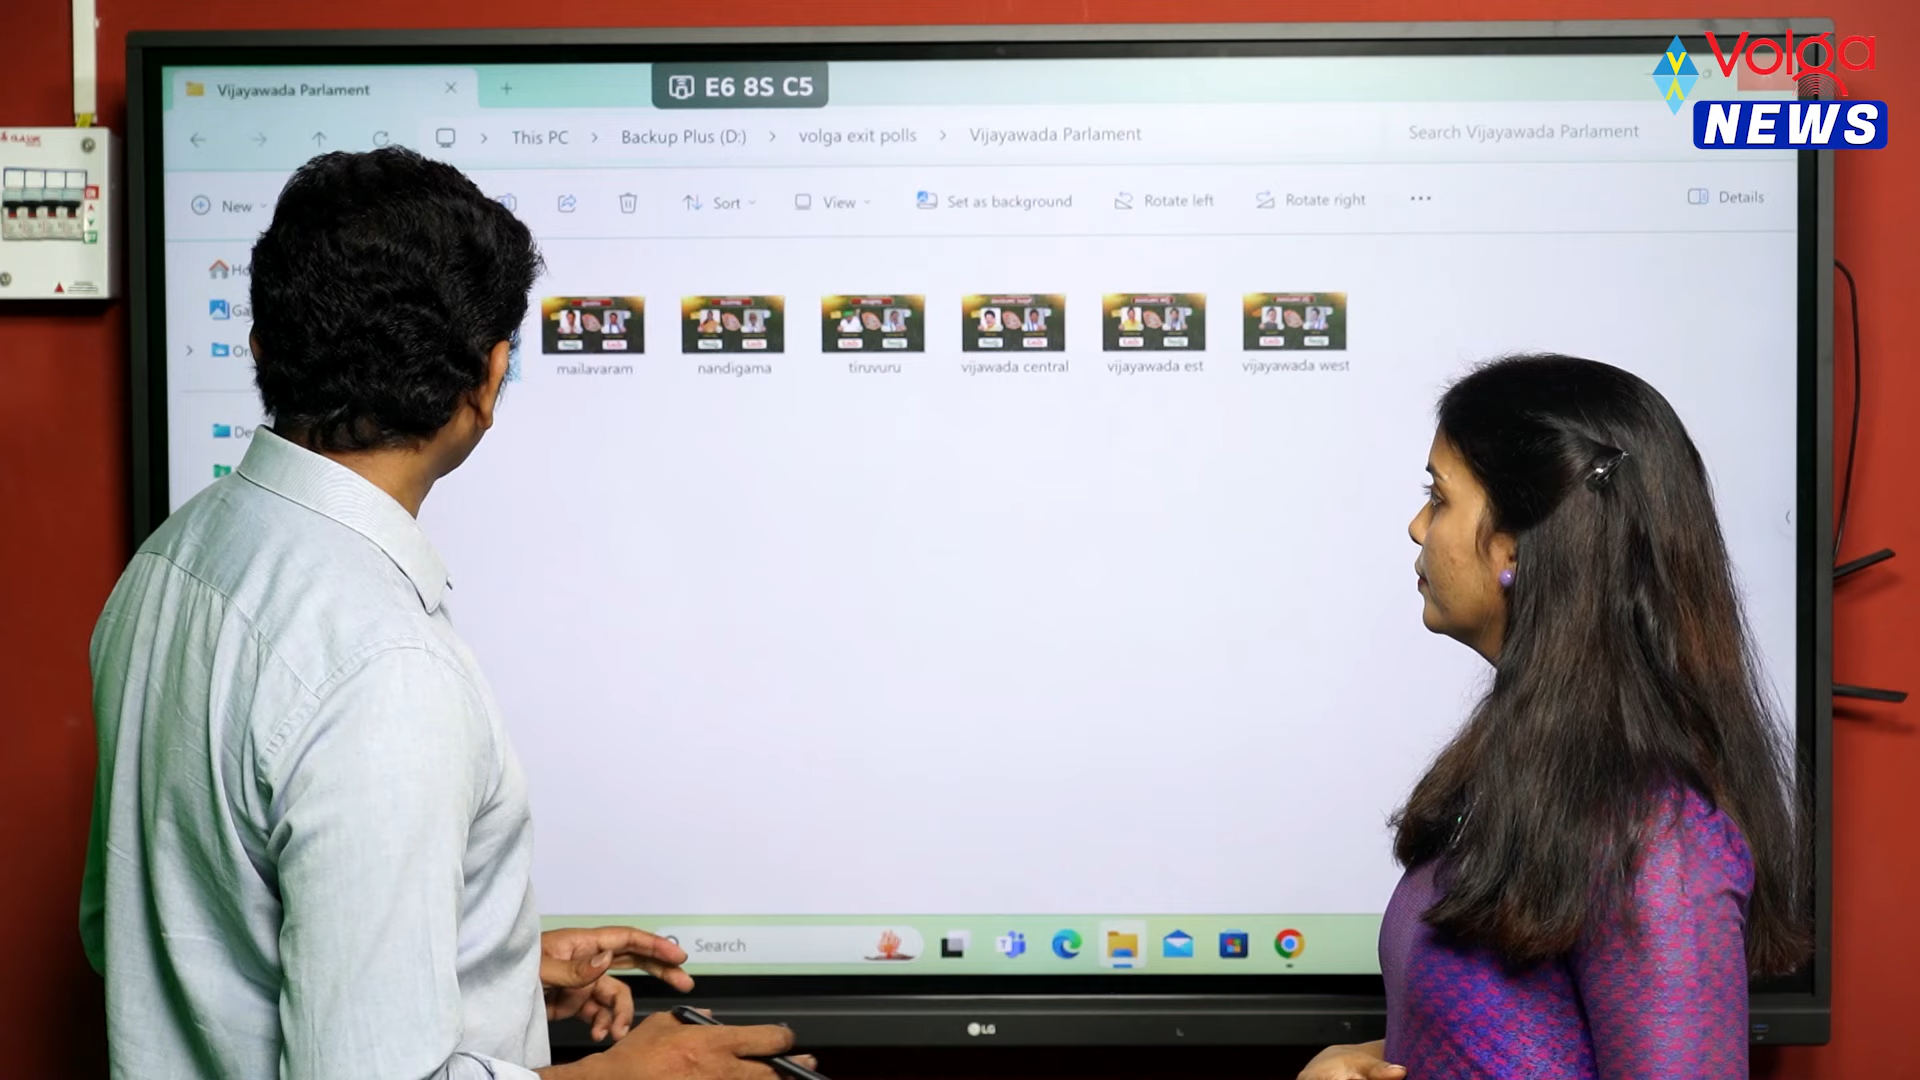 Volga
NEWS
Vijayawada Parlament
E6 8S C5
This PC > Backup Plus (D:) > volga exit polls > Vijayawada Parlament
Search Vijayawada Parlament
New
Sort
View
Set as background
Rotate left
Rotate right
...
Details
mailavaram
nandigama
tiruvuru
vijawada central
vijayawada est
vijayawada west
Search
LG